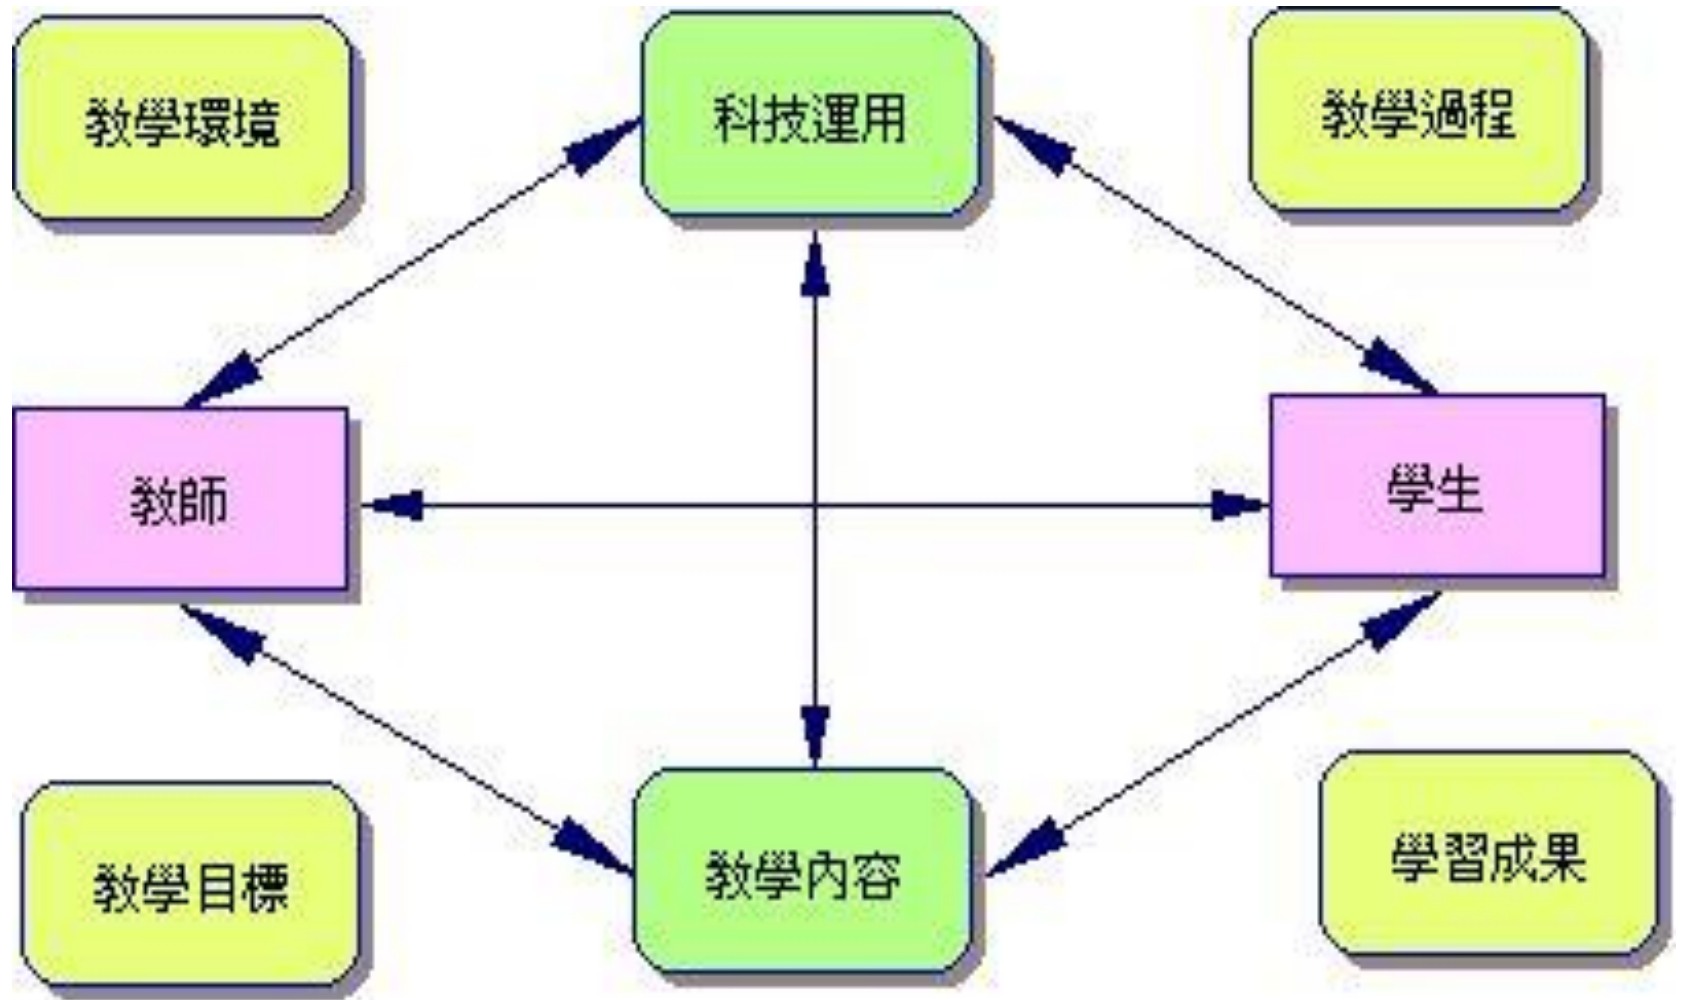 教學環境
科技運用
教學過程
教師
學生
教學目標
教學內容
學習成果